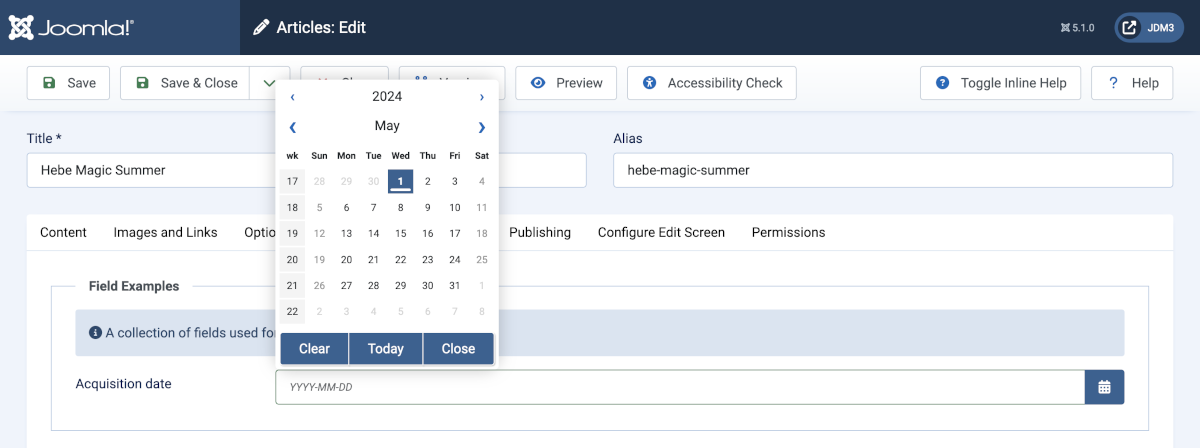 Joomla!® Articles: Edit 5.1.0 JDM3
Save Save & Close Preview Accessibility Check Toggle Inline Help ? Help
‹ 2024 ›
❮ May ❯
Title * Alias
wk Sun Mon Tue Wed Thu Fri Sat
Hebe Magic Summer hebe-magic-summer
17 28 29 30 1 2 3 4
18 5 6 7 8 9 10 11
Content Images and Links Optio Publishing Configure Edit Screen Permissions
19 12 13 14 15 16 17 18
20 19 20 21 22 23 24 25
21 26 27 28 29 30 31 1
Field Examples
22 2 3 4 5 6 7 8
A collection of fields used fo
Clear Today Close
Acquisition date YYYY-MM-DD